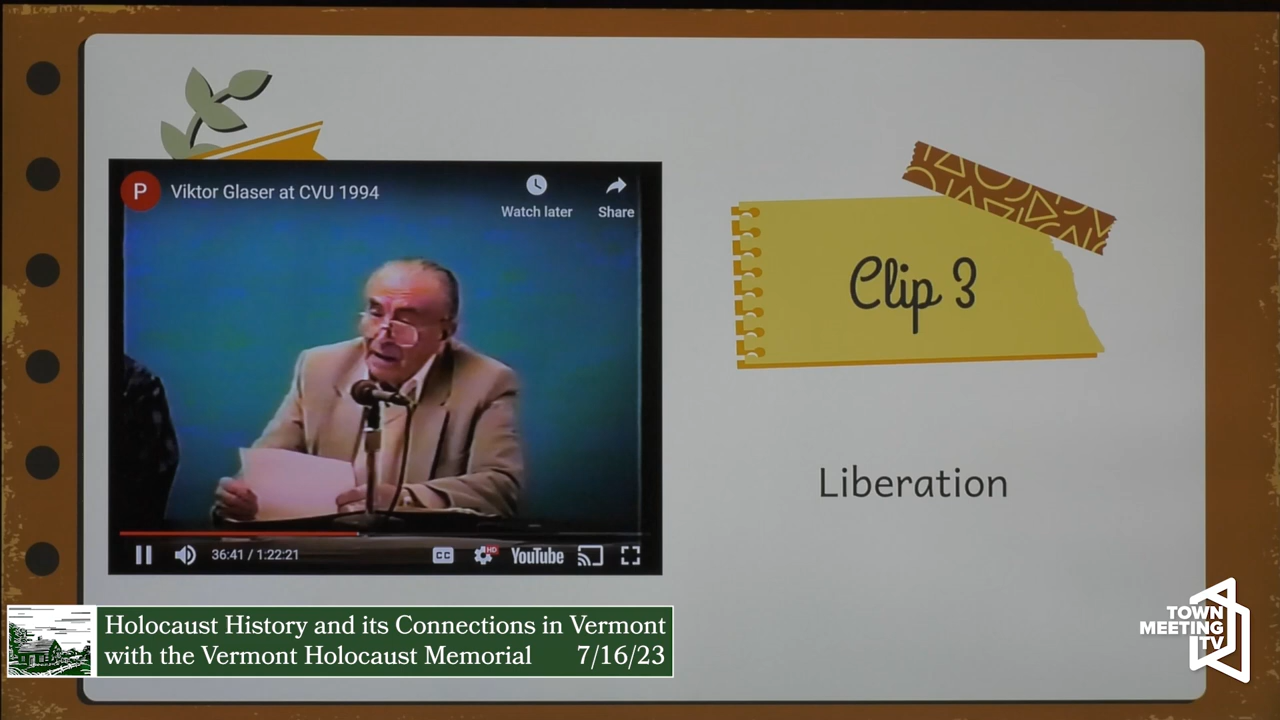 P
Viktor Glaser at CVU 1994
Watch later
Share
Clip 3
Liberation
36:41 / 1:22:21
CC
HD
YouTube
Holocaust History and its Connections in Vermont
with the Vermont Holocaust Memorial 7/16/23
TOWN
MEETING
TV